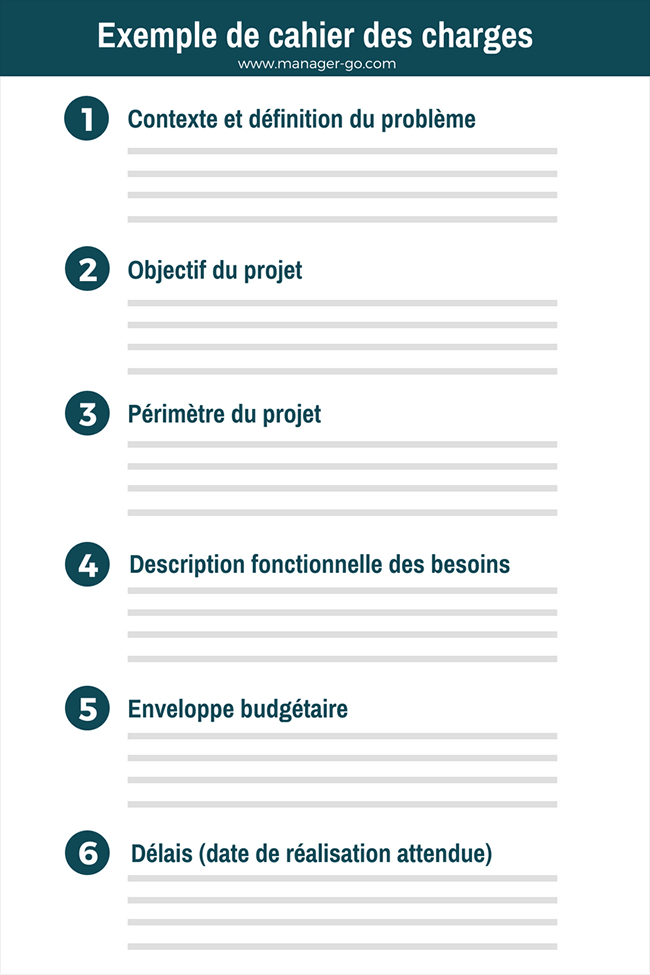 Exemple de cahier des charges
www.manager-go.com
1 Contexte et définition du problème
2 Objectif du projet
3 Périmètre du projet
4 Description fonctionnelle des besoins
5 Enveloppe budgétaire
6 Délais (date de réalisation attendue)